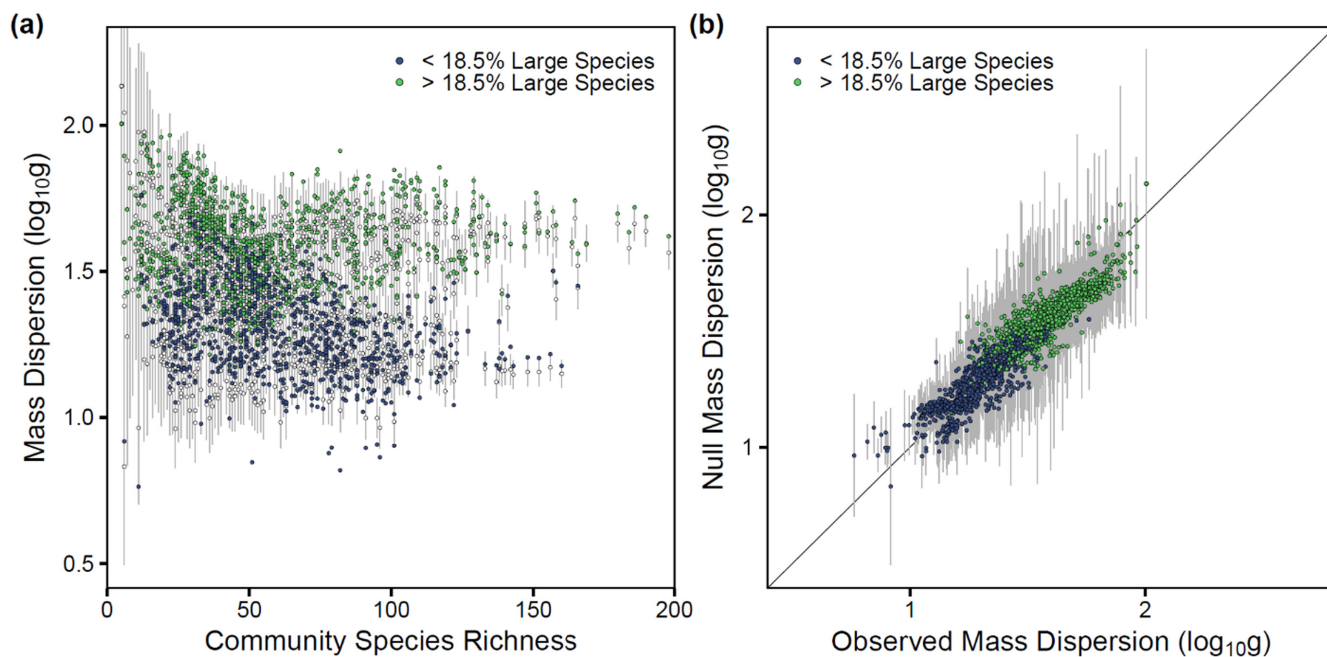 (a)
< 18.5% Large Species
> 18.5% Large Species
2.0
1.5
1.0
0.5
Mass Dispersion (log₁₀g)
0
50
100
150
200
Community Species Richness
(b)
< 18.5% Large Species
> 18.5% Large Species
2
1
Null Mass Dispersion (log₁₀g)
1
2
Observed Mass Dispersion (log₁₀g)